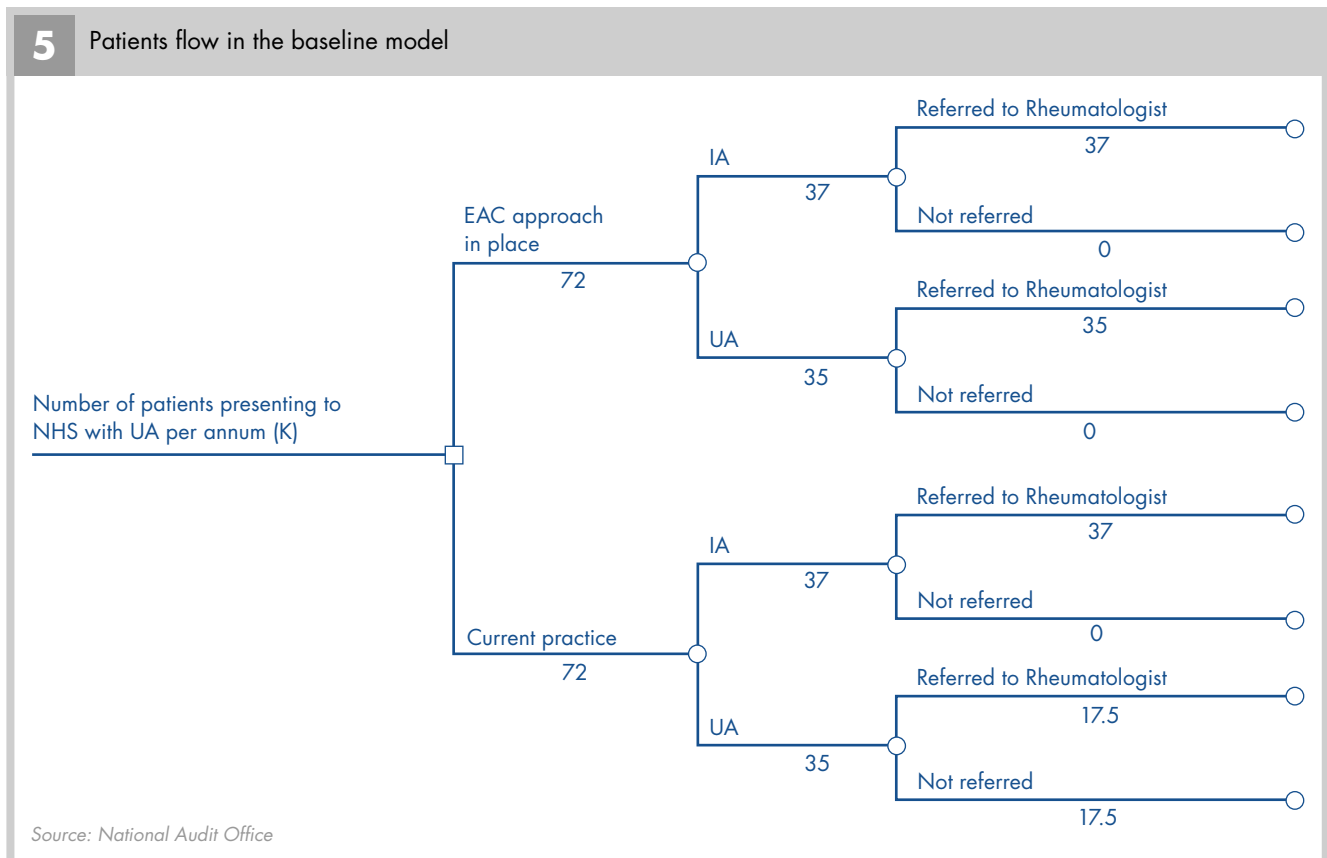 5
Patients flow in the baseline model
Number of patients presenting to
NHS with UA per annum (K)
EAC approach
in place
72
IA
37
Referred to Rheumatologist
37
Not referred
0
UA
35
Referred to Rheumatologist
35
Not referred
0
Current practice
72
IA
37
Referred to Rheumatologist
37
Not referred
0
UA
35
Referred to Rheumatologist
17.5
Not referred
17.5
Source: National Audit Office